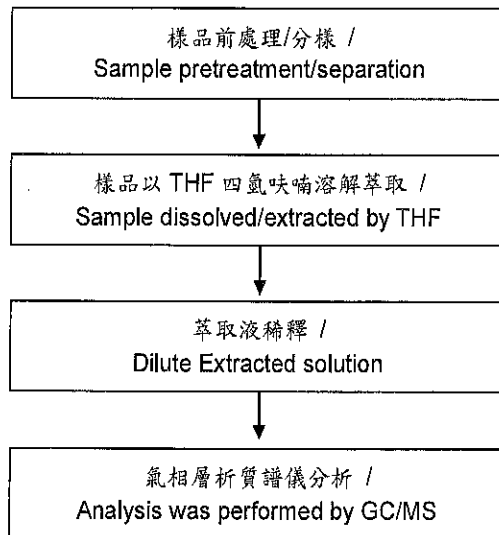 樣品前處理/分樣 /
Sample pretreatment/separation
樣品以 THF 四氫呋喃溶解萃取 /
Sample dissolved/extracted by THF
萃取液稀釋 /
Dilute Extracted solution
氣相層析質譜儀分析 /
Analysis was performed by GC/MS